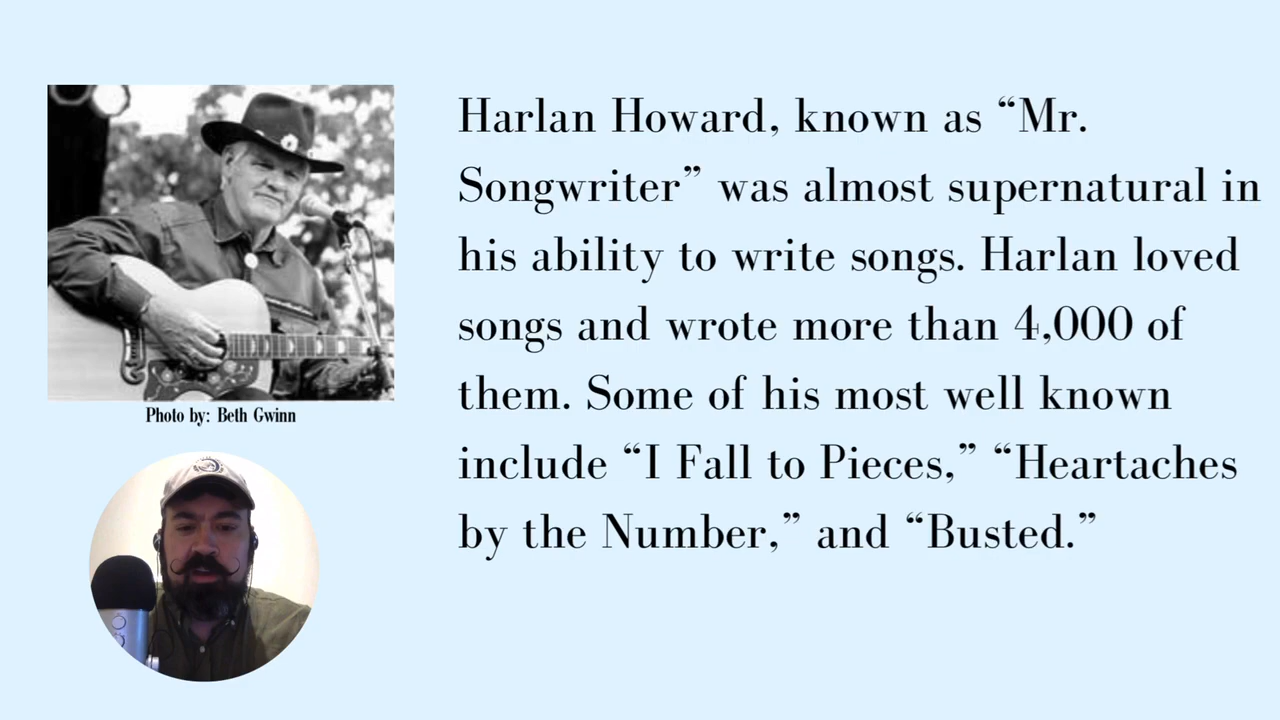 Harlan Howard, known as “Mr.
Songwriter” was almost supernatural in
his ability to write songs. Harlan loved
songs and wrote more than 4,000 of
them. Some of his most well known
include “I Fall to Pieces,” “Heartaches
by the Number,” and “Busted.”
Photo by: Beth Gwinn